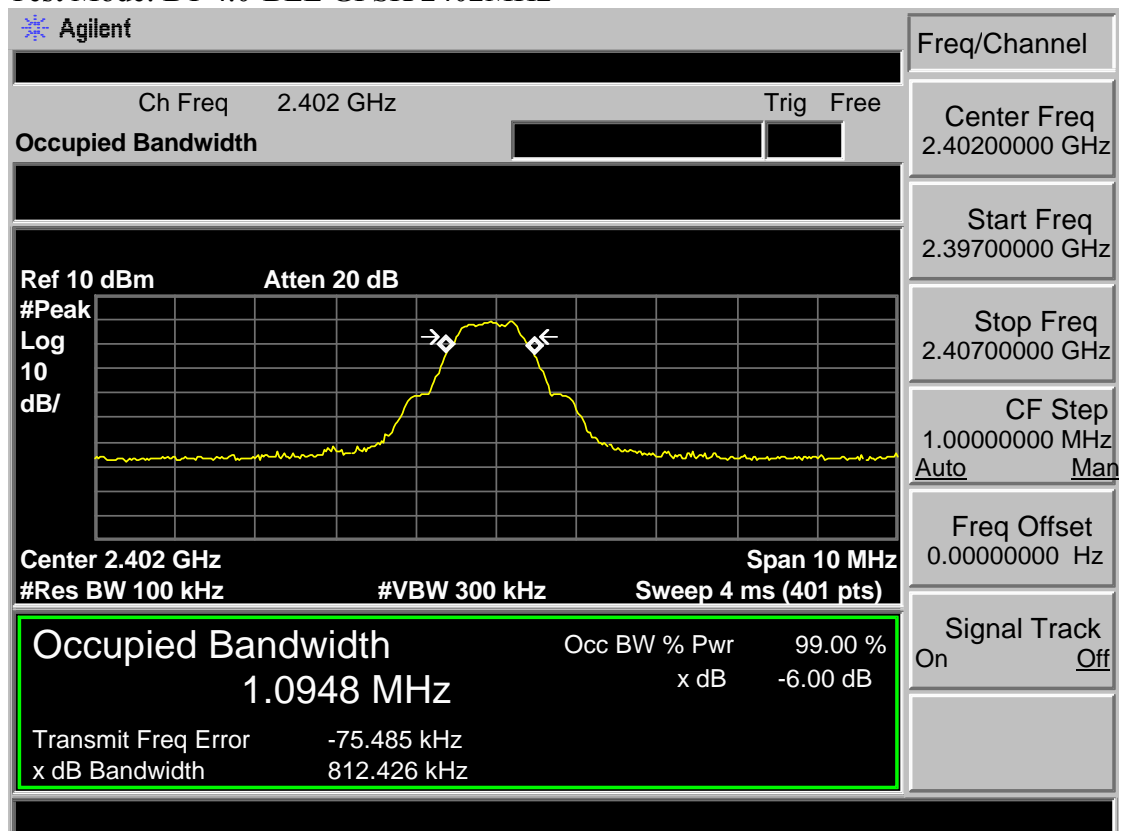 Agilent
Freq/Channel
Ch Freq 2.402 GHz Trig Free
Occupied Bandwidth
Center Freq
2.40200000 GHz
Start Freq
2.39700000 GHz
Stop Freq
2.40700000 GHz
CF Step
1.00000000 MHz
Auto Man
Freq Offset
0.00000000 Hz
Signal Track
On Off
Ref 10 dBm Atten 20 dB
#Peak
Log
10
dB/
Center 2.402 GHz Span 10 MHz
#Res BW 100 kHz #VBW 300 kHz Sweep 4 ms (401 pts)
Occupied Bandwidth Occ BW % Pwr 99.00 %
1.0948 MHz x dB -6.00 dB
Transmit Freq Error -75.485 kHz
x dB Bandwidth 812.426 kHz